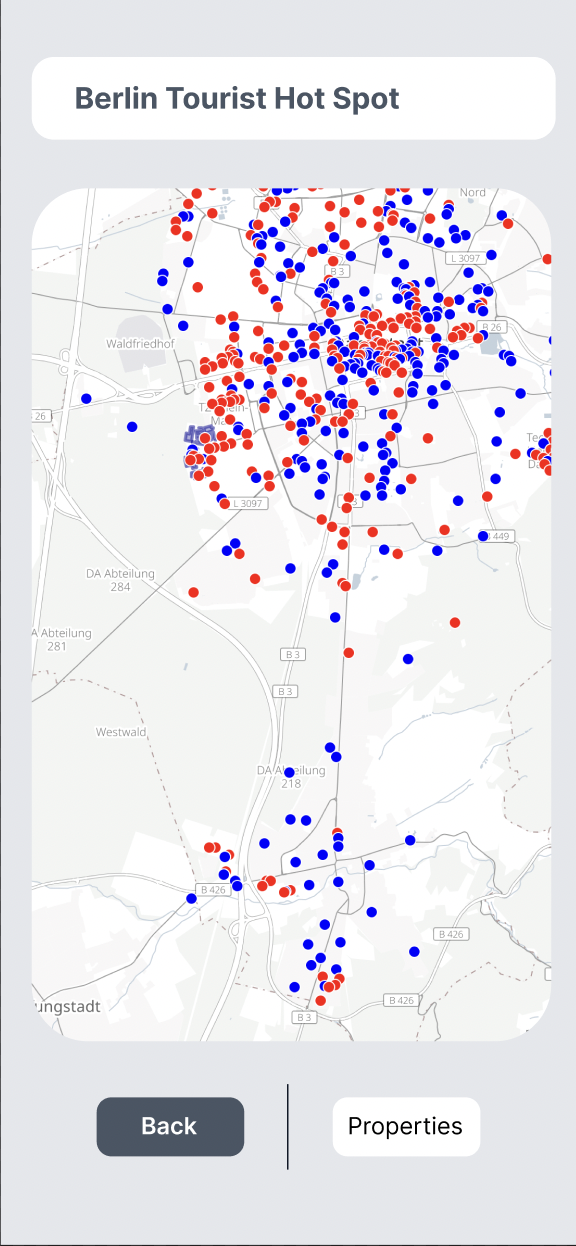 Berlin Tourist Hot Spot
Nord
L 3097
B 3
B 26
Waldfriedhof
26
B 3
L 3097
449
DA Abteilung
284
A Abteilung
281
B 3
B 3
Westwald
DA Abteilung
218
B 426
B 426
ungstadt
B 426
B 3
Back
Properties